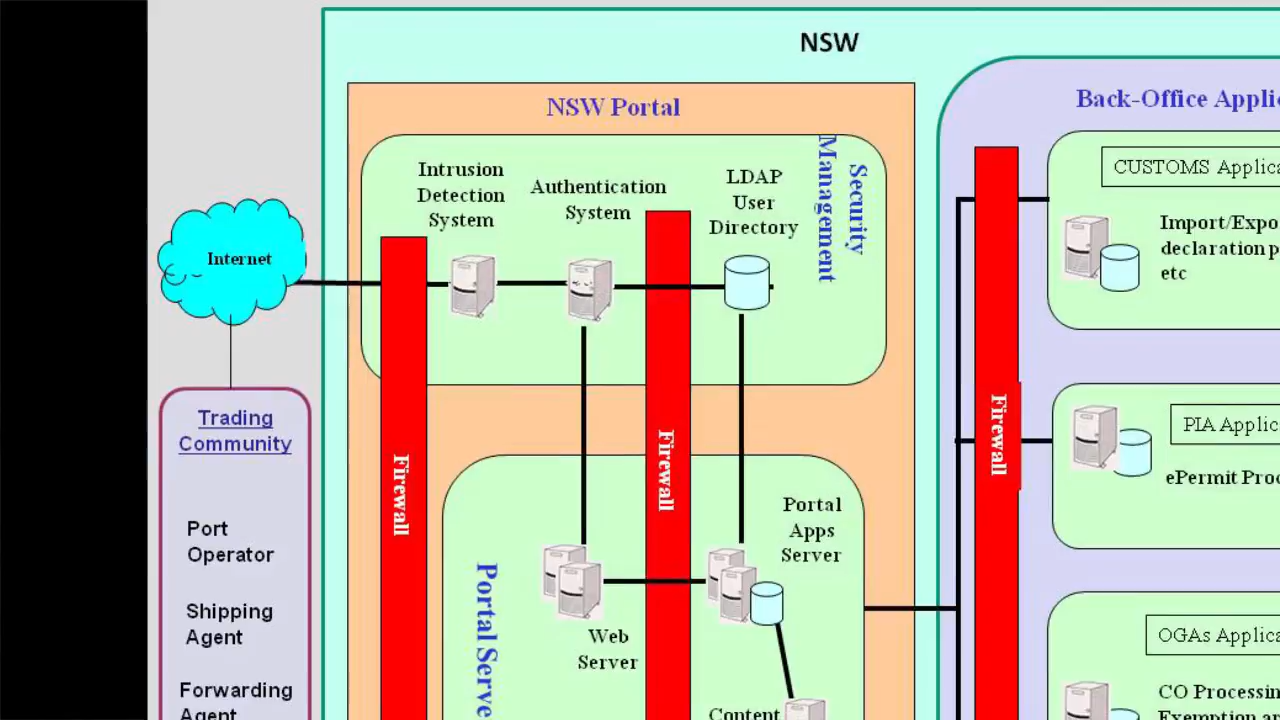 NSW
NSW Portal
Intrusion
Detection
System
Authentication
System
LDAP
User
Directory
Security
Management
Internet
Firewall
Firewall
Trading
Community
Port
Operator
Shipping
Agent
Forwarding
Agent
Portal
Apps
Server
Web
Server
Portal Serve
Content
Back-Office Applic
Firewall
CUSTOMS Applica
Import/Expo
declaration p
etc
PIA Applic
ePermit Proc
OGAs Applica
CO Processin
Exemption an